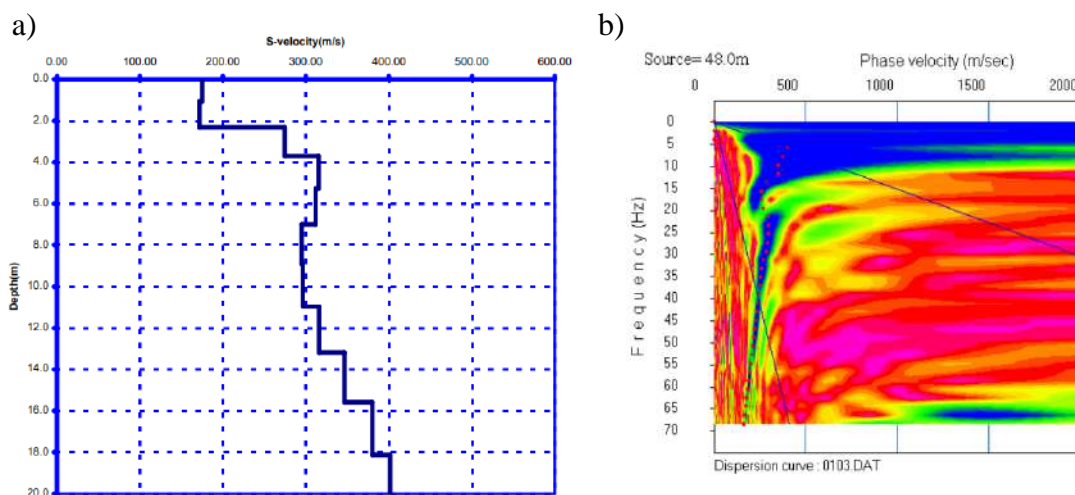 a)
S-velocity(m/s)
0.00 100.00 200.00 300.00 400.00 500.00 600.00
0.0
2.0
4.0
6.0
8.0
10.0
12.0
14.0
16.0
18.0
20.0
Depth(m)
b)
Source= 48.0m Phase velocity (m/sec)
0 500 1000 1500 2000
0
5
10
15
20
25
30
35
40
45
50
55
60
65
70
Frequency (Hz)
Dispersion curve : 0103.DAT